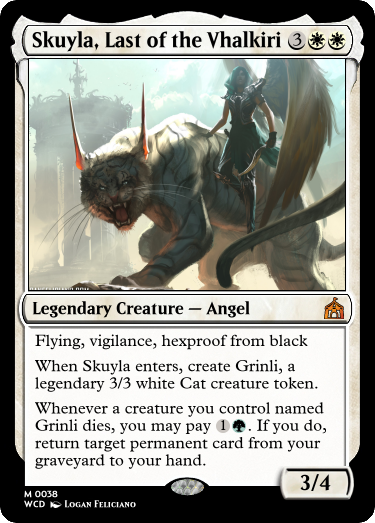 Skuyla, Last of the Vhalkiri 3
Legendary Creature — Angel
Flying, vigilance, hexproof from black
When Skuyla enters, create Grinli, a
legendary 3/3 white Cat creature token.
Whenever a creature you control named
Grinli dies, you may pay 1. If you do,
return target permanent card from your
graveyard to your hand.
3/4
M 0038
WCD Logan Feliciano